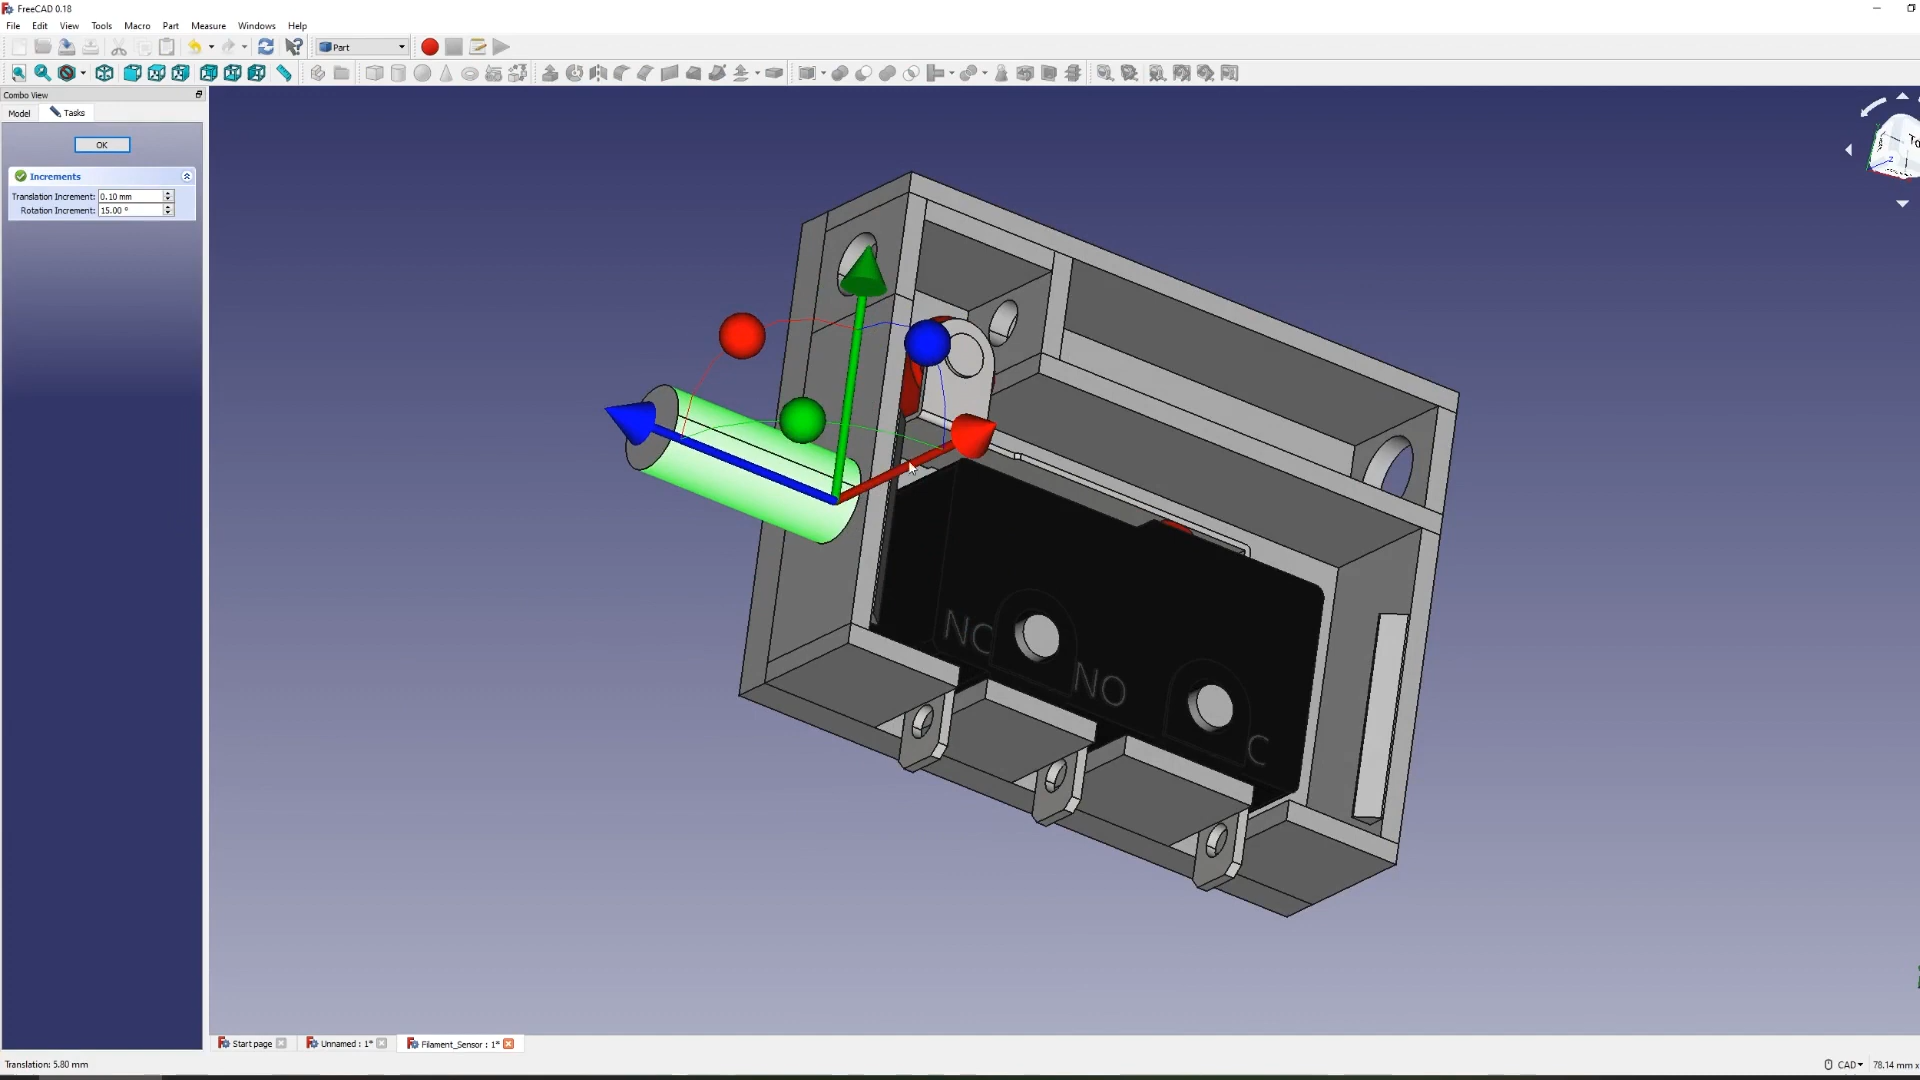 FreeCAD 0.18
File Edit View Tools Macro Part Measure Windows Help
Part
Combo View
Model Tasks
OK
Increments
Translation Increment: 0.10 mm
Rotation Increment: 15.00 °
NC NO C
Start page Unnamed : 1* Filament_Sensor : 1*
Translation: 5.80 mm
CAD 78.14 mm x